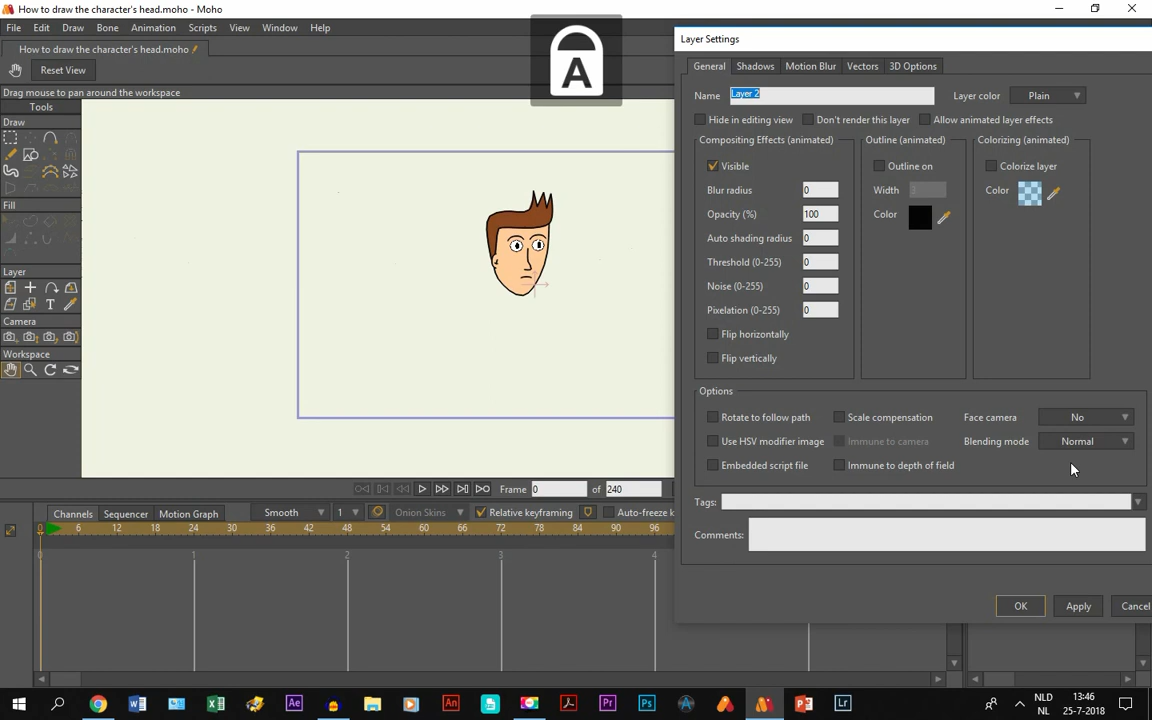 How to draw the character's head.moho - Moho
File Edit Draw Bone Animation Scripts View Window Help
How to draw the character's head.moho
Reset View
Drag mouse to pan around the workspace
Tools
Draw
Fill
Layer
Camera
Workspace
A
Layer Settings
General Shadows Motion Blur Vectors 3D Options
Name Layer 2 Layer color Plain
Hide in editing view Don't render this layer Allow animated layer effects
Compositing Effects (animated) Outline (animated) Colorizing (animated)
Visible Outline on Colorize layer
Blur radius 0 Width 3 Color
Opacity (%) 100 Color
Auto shading radius 0
Threshold (0-255) 0
Noise (0-255) 0
Pixelation (0-255) 0
Flip horizontally
Flip vertically
Options
Rotate to follow path Scale compensation Face camera No
Use HSV modifier image Immune to camera Blending mode Normal
Embedded script file Immune to depth of field
Tags:
Comments:
OK Apply Cancel
Frame 0 of 240
Channels Sequencer Motion Graph Smooth 1 Onion Skins Relative keyframing Auto-freeze k
0 6 12 18 24 30 36 42 48 54 60 66 72 78 84 90 96
0 1 2 3 4
NLD 13:46
NL 25-7-2018